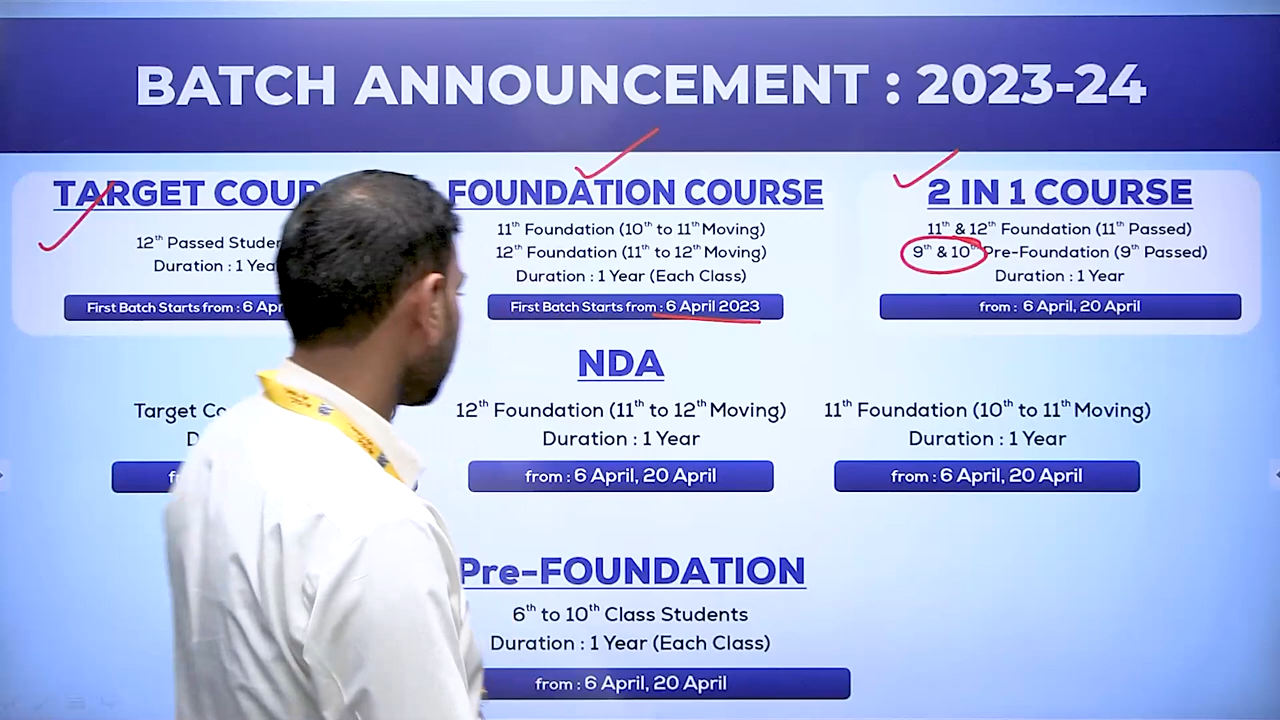 BATCH ANNOUNCEMENT : 2023-24
TARGET
12th Passed
Duration : 1
First Batch Starts from : 6
FOUNDATION COURSE
11th Foundation (10th to 11th Moving)
12th Foundation (11th to 12th Moving)
Duration : 1 Year (Each Class)
First Batch Starts from : 6 April 2023
2 IN 1 COURSE
11th & 12th Foundation (11th Passed)
9th & 10th Pre-Foundation (9th Passed)
Duration : 1 Year
from : 6 April, 20 April
NDA
Target
12th Foundation (11th to 12th Moving)
Duration : 1 Year
from : 6 April, 20 April
11th Foundation (10th to 11th Moving)
Duration : 1 Year
from : 6 April, 20 April
Pre-FOUNDATION
6th to 10th Class Students
Duration : 1 Year (Each Class)
from : 6 April, 20 April